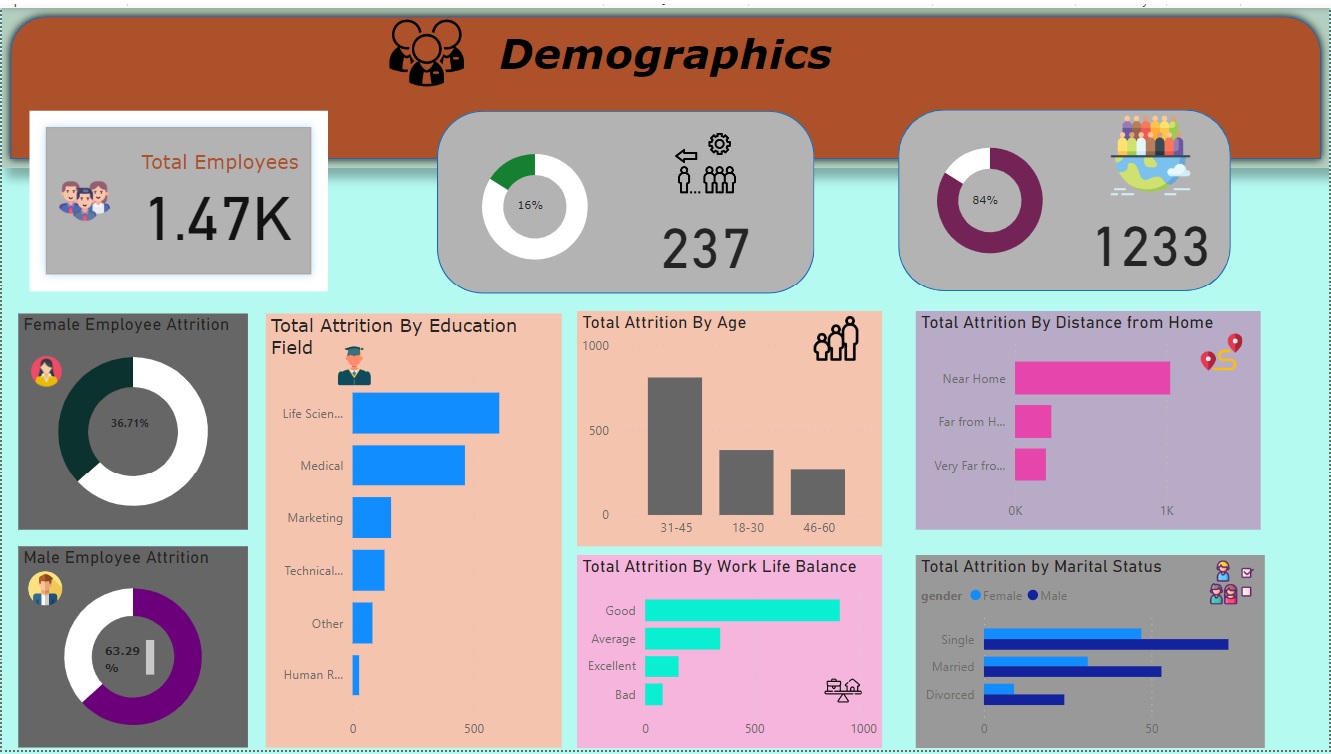 Demographics
Total Employees
1.47K
16%
237
84%
1233
Female Employee Attrition
36.71%
Male Employee Attrition
63.29
%
Total Attrition By Education
Field
Life Scien...
Medical
Marketing
Technical...
Other
Human R...
0 500
Total Attrition By Age
1000
500
0
31-45 18-30 46-60
Total Attrition By Work Life Balance
Good
Average
Excellent
Bad
0 500 1000
Total Attrition By Distance from Home
Near Home
Far from H...
Very Far fro...
0K 1K
Total Attrition by Marital Status
gender Female Male
Single
Married
Divorced
0 50